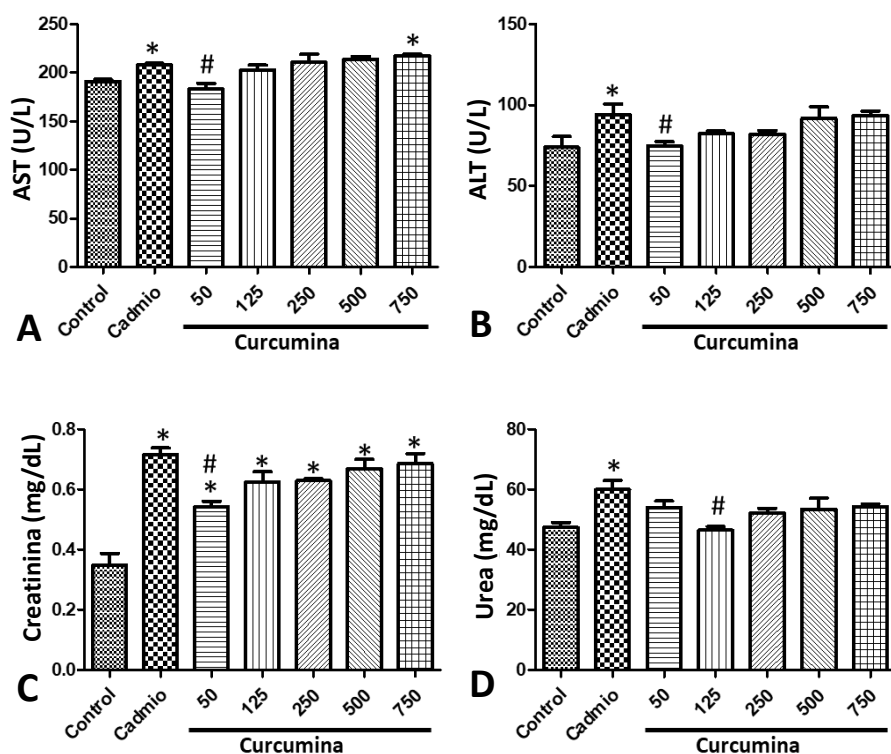 250
200
150
100
50
0
AST (U/L)
*
#
*
Control
Cadmio
50
125
250
500
750
Curcumina
A
150
100
50
0
ALT (U/L)
*
#
Control
Cadmio
50
125
250
500
750
Curcumina
B
0.8
0.6
0.4
0.2
0.0
Creatinina (mg/dL)
*
#
*
*
*
*
*
Control
Cadmio
50
125
250
500
750
Curcumina
C
80
60
40
20
0
Urea (mg/dL)
*
#
Control
Cadmio
50
125
250
500
750
Curcumina
D